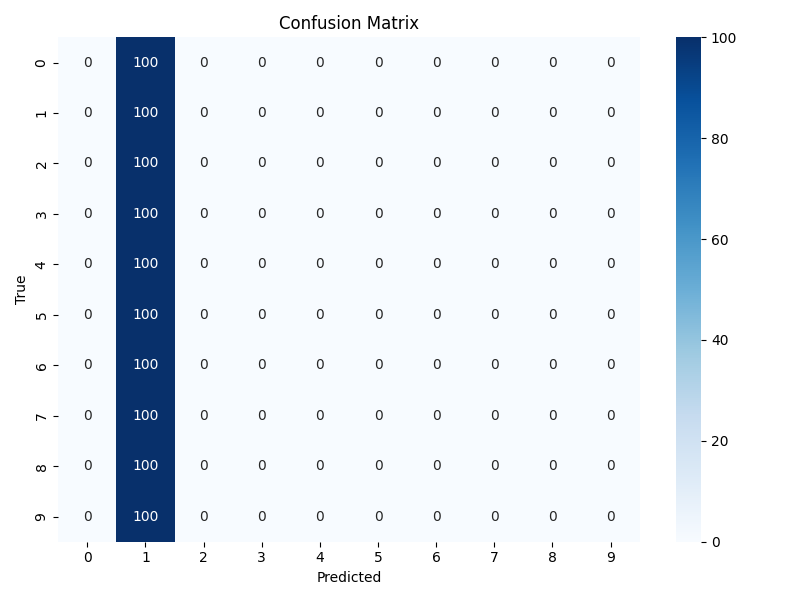 Confusion Matrix
0 0 100 0 0 0 0 0 0 0 0
1 0 100 0 0 0 0 0 0 0 0
2 0 100 0 0 0 0 0 0 0 0
3 0 100 0 0 0 0 0 0 0 0
4 0 100 0 0 0 0 0 0 0 0
5 0 100 0 0 0 0 0 0 0 0
6 0 100 0 0 0 0 0 0 0 0
7 0 100 0 0 0 0 0 0 0 0
8 0 100 0 0 0 0 0 0 0 0
9 0 100 0 0 0 0 0 0 0 0
0 1 2 3 4 5 6 7 8 9
Predicted
True
100
80
60
40
20
0